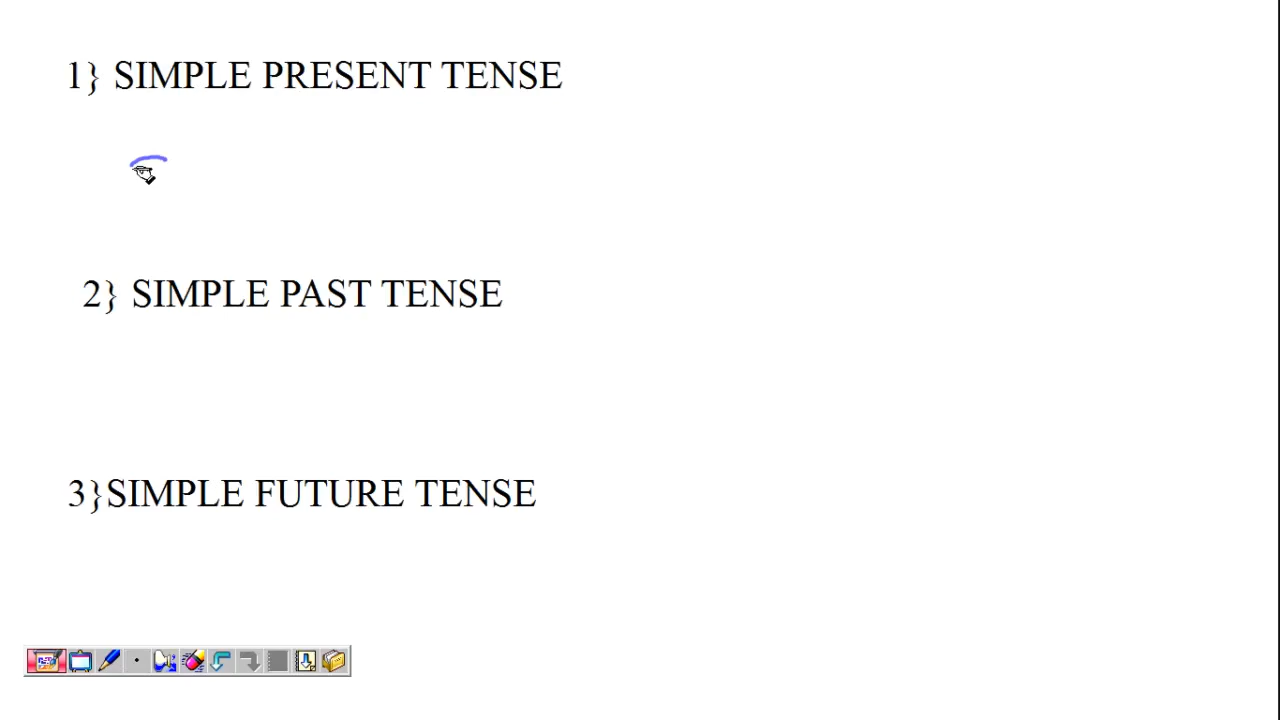 1} SIMPLE PRESENT TENSE
2} SIMPLE PAST TENSE
3}SIMPLE FUTURE TENSE